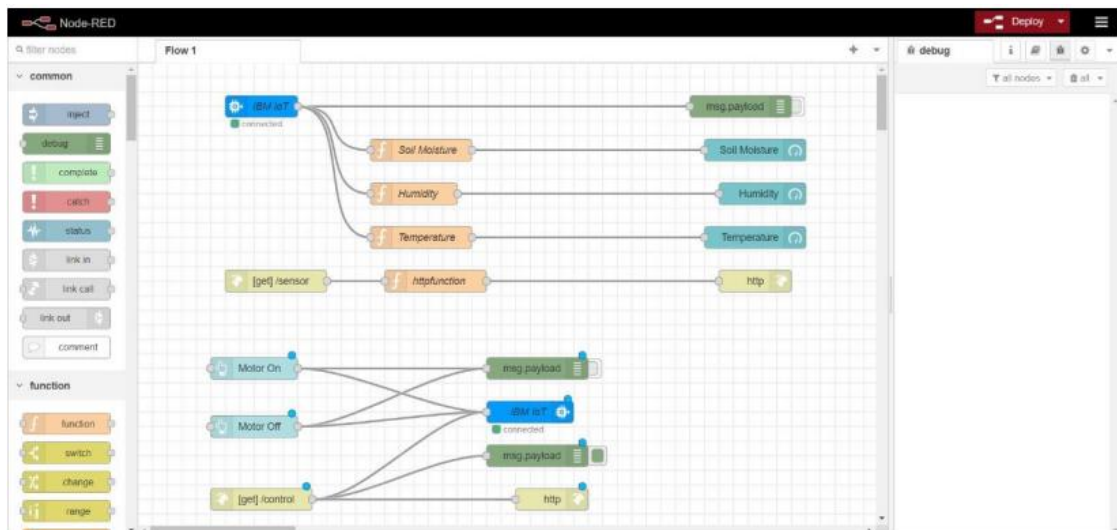 Node-RED
Deploy
filter nodes
Flow 1
debug
all nodes
all
common
inject
debug
complete
catch
status
link in
link call
link out
comment
function
function
switch
change
range
IBM IoT
connected
msg.payload
Soil Moisture
Soil Moisture
Humidity
Humidity
Temperature
Temperature
[get] /sensor
httpfunction
http
Motor On
msg.payload
IBM IoT
Motor Off
connected
msg.payload
[get] /control
http